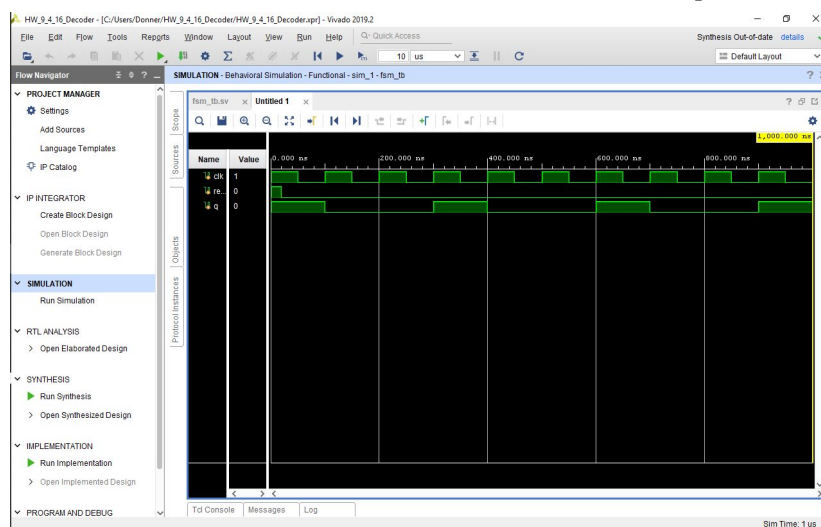 HW_9_4_16_Decoder - [C:/Users/Donner/HW_9_4_16_Decoder/HW_9_4_16_Decoder.xpr] - Vivado 2019.2
File Edit Flow Tools Reports Window Layout View Run Help Q- Quick Access
Synthesis Out-of-date details
10 us
Default Layout
Flow Navigator
PROJECT MANAGER
Settings
Add Sources
Language Templates
IP Catalog
IP INTEGRATOR
Create Block Design
Open Block Design
Generate Block Design
SIMULATION
Run Simulation
RTL ANALYSIS
Open Elaborated Design
SYNTHESIS
Run Synthesis
Open Synthesized Design
IMPLEMENTATION
Run Implementation
Open Implemented Design
PROGRAM AND DEBUG
SIMULATION - Behavioral Simulation - Functional - sim_1 - fsm_tb
Scope
Sources
Objects
Protocol Instances
fsm_tb.sv Untitled 1
1,000.000 ns
Name Value
0.000 ns 200.000 ns 400.000 ns 600.000 ns 800.000 ns
clk 1
re... 0
q 0
Tcl Console Messages Log
Sim Time: 1 us